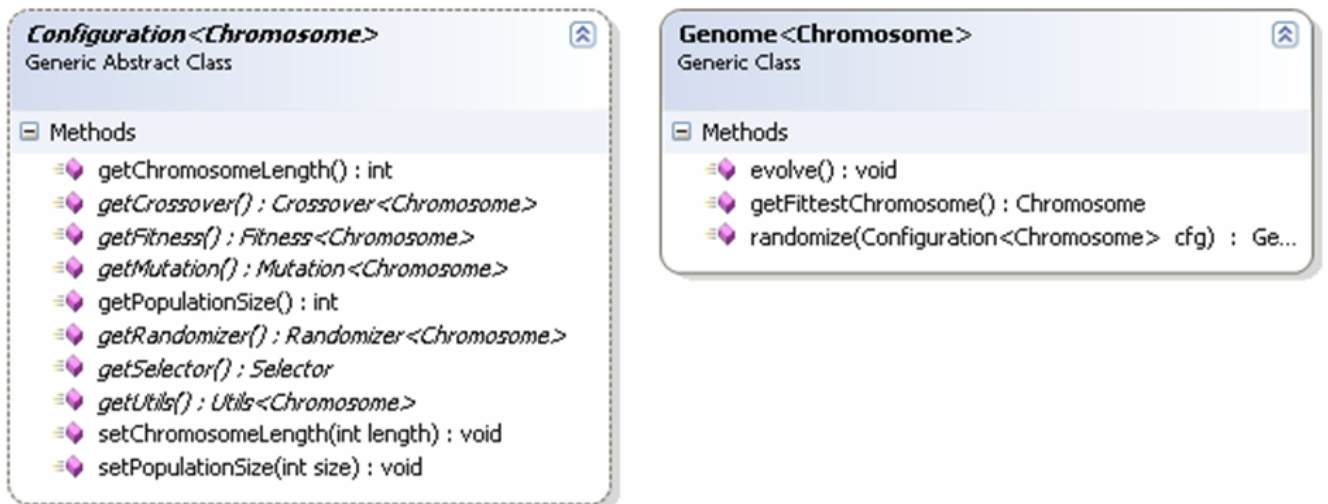 Configuration<Chromosome>
Generic Abstract Class
Methods
getChromosomeLength() : int
getCrossover() : Crossover<Chromosome>
getFitness() : Fitness<Chromosome>
getMutation() : Mutation<Chromosome>
getPopulationSize() : int
getRandomizer() : Randomizer<Chromosome>
getSelector() : Selector
getUtils() : Utils<Chromosome>
setChromosomeLength(int length) : void
setPopulationSize(int size) : void
Genome<Chromosome>
Generic Class
Methods
evolve() : void
getFittestChromosome() : Chromosome
randomize(Configuration<Chromosome> cfg) : Ge...